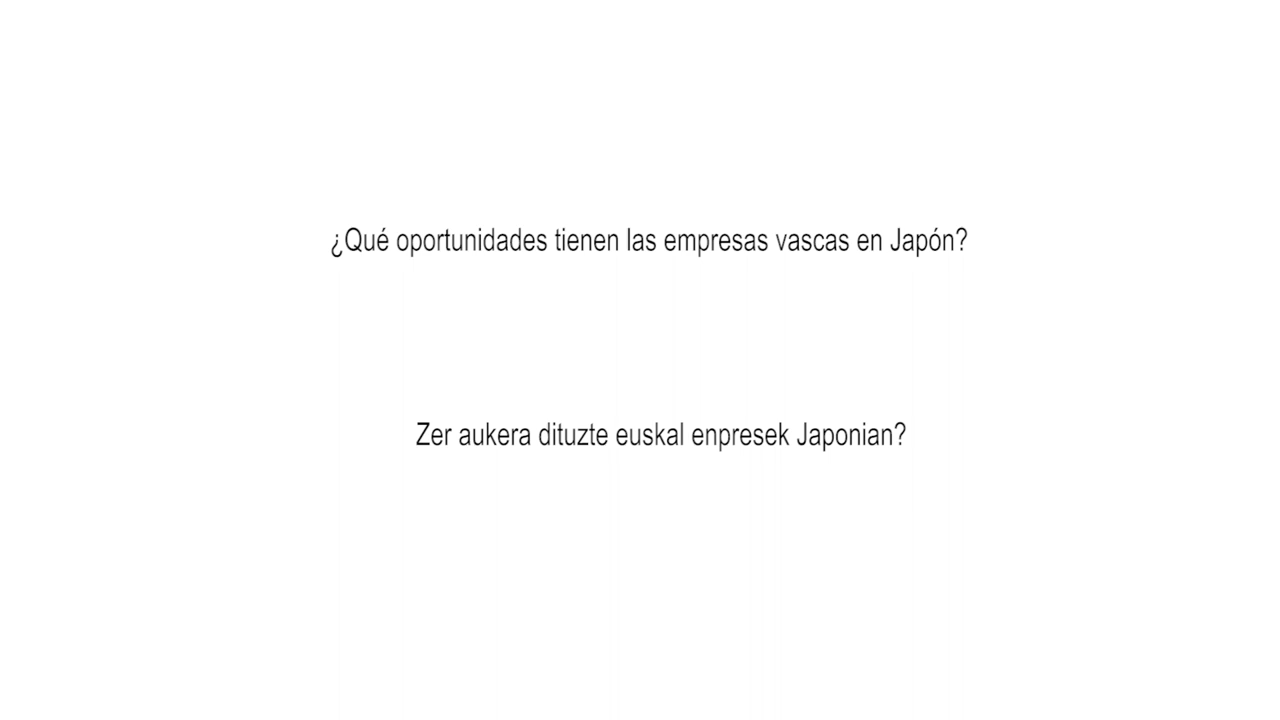 ¿Qué oportunidades tienen las empresas vascas en Japón?
Zer aukera dituzte euskal enpresek Japonian?